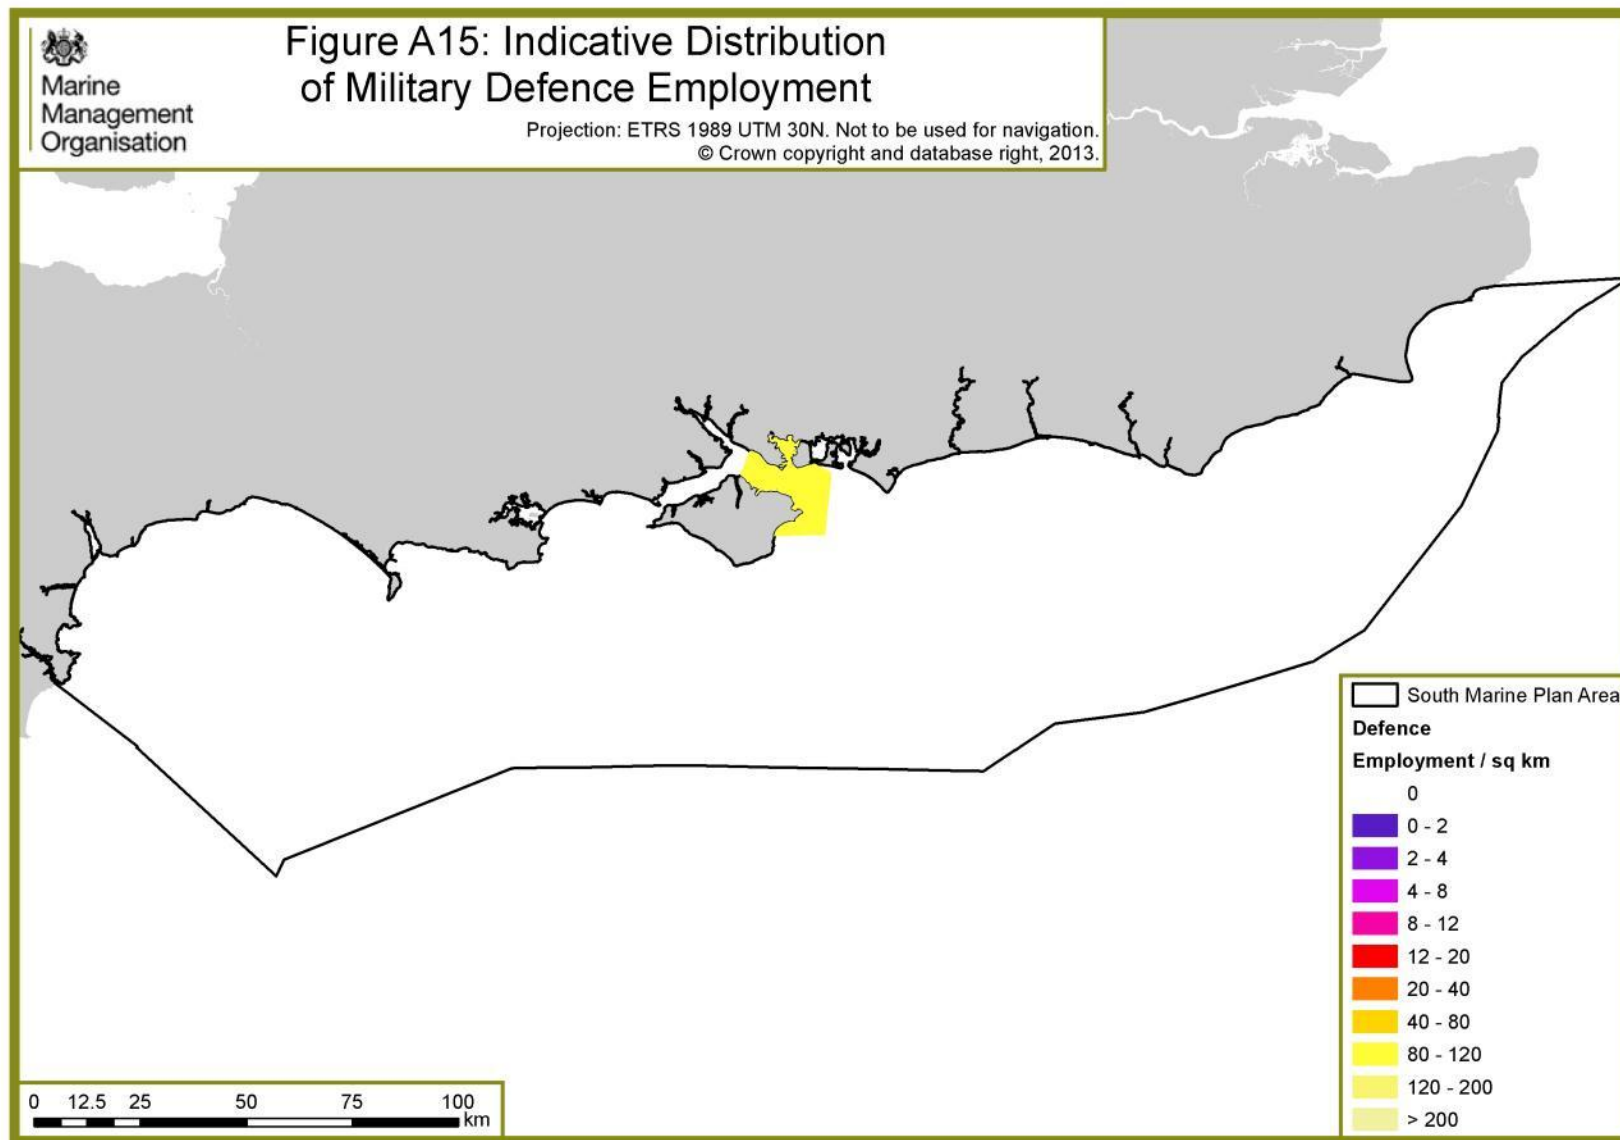 Marine
Management
Organisation
Figure A15: Indicative Distribution
of Military Defence Employment
Projection: ETRS 1989 UTM 30N. Not to be used for navigation.
© Crown copyright and database right, 2013.
South Marine Plan Area
Defence
Employment / sq km
0
0 - 2
2 - 4
4 - 8
8 - 12
12 - 20
20 - 40
40 - 80
80 - 120
120 - 200
> 200
0 12.5 25 50 75 100
km